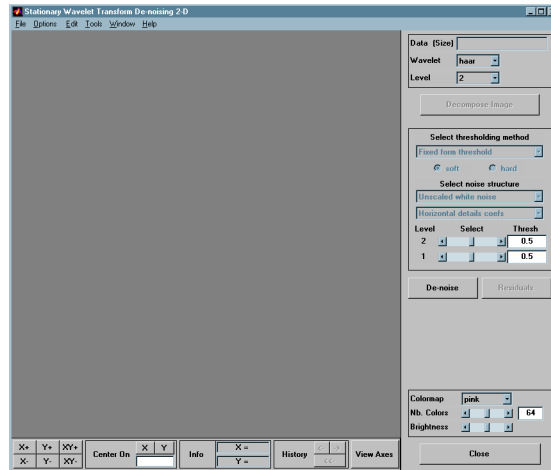 Stationary Wavelet Transform De-noising 2-D
File Options Edit Tools Window Help
Data (Size)
Wavelet haar
Level 2
Decompose Image
Select thresholding method
Fixed form threshold
soft hard
Select noise structure
Unscaled white noise
Horizontal details coefs
Level Select Thresh
2 0.5
1 0.5
De-noise Residuals
Colormap pink
Nb. Colors 64
Brightness
X+ Y+ XY+
X- Y- XY-
Center On X Y
Info X =
Y =
History <- ->
<<-
View Axes
Close